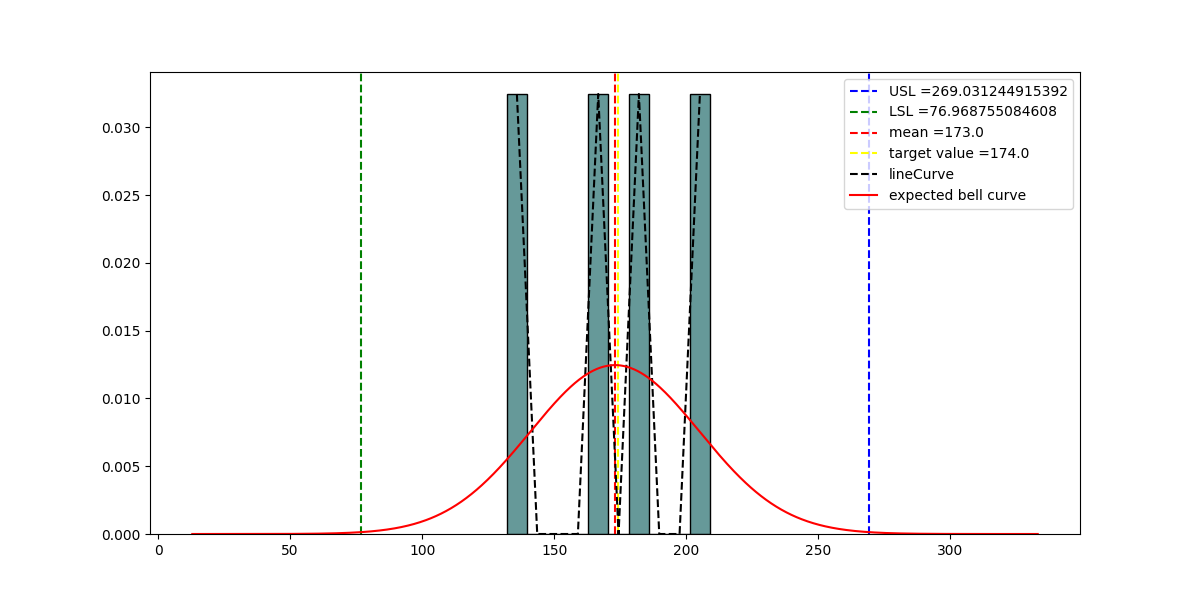 USL =269.031244915392
LSL =76.968755084608
mean =173.0
target value =174.0
lineCurve
expected bell curve
0.030
0.025
0.020
0.015
0.010
0.005
0.000
0 50 100 150 200 250 300